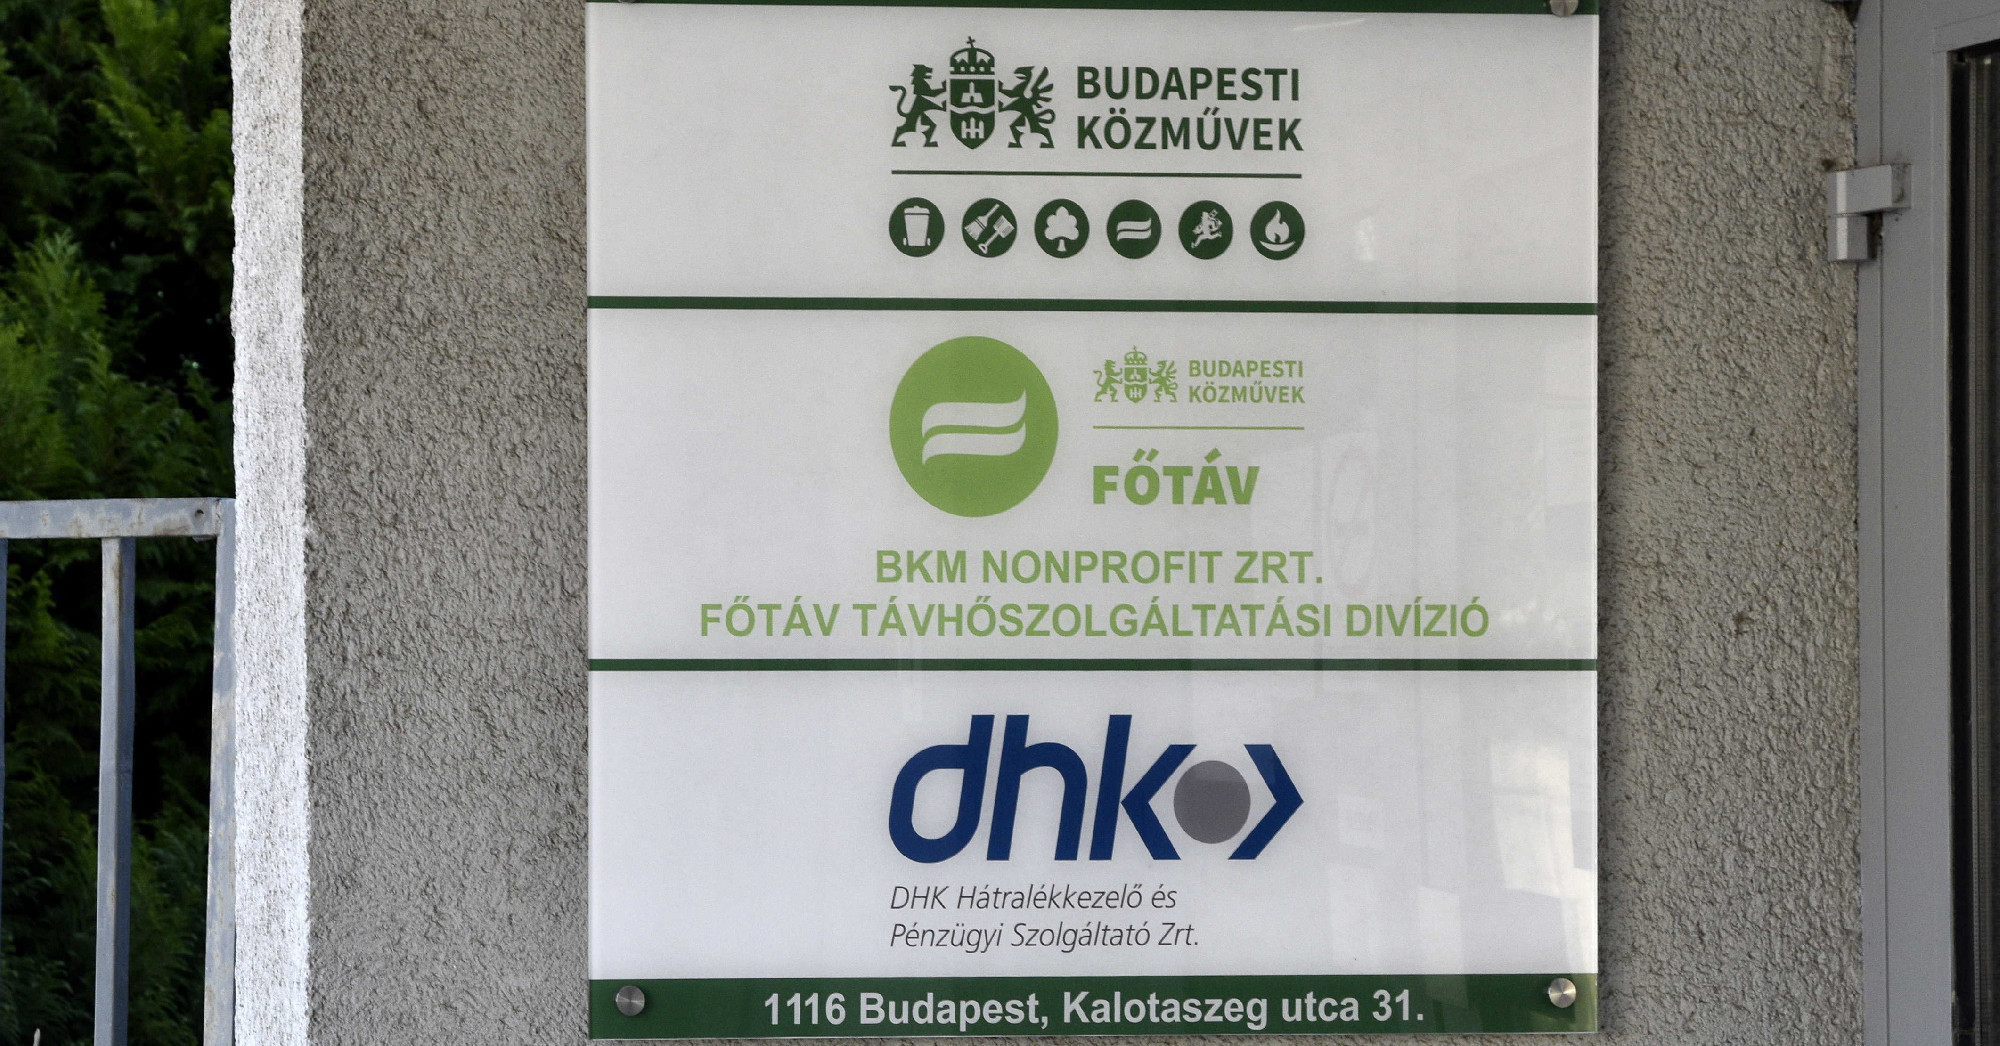 BUDAPESTI
KÖZMŰVEK
BUDAPESTI
KÖZMŰVEK
FŐTÁV
BKM NONPROFIT ZRT.
FŐTÁV TÁVHŐSZOLGÁLTATÁSI DIVÍZIÓ
dhk
DHK Hátralékkezelő és
Pénzügyi Szolgáltató Zrt.
1116 Budapest, Kalotaszeg utca 31.